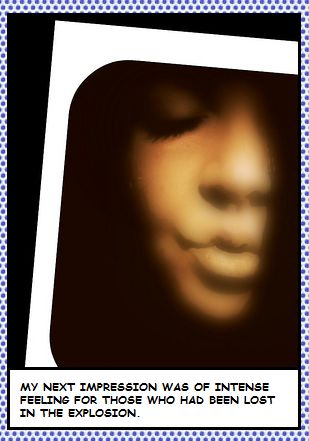 MY NEXT IMPRESSION WAS OF INTENSE
FEELING FOR THOSE WHO HAD BEEN LOST
IN THE EXPLOSION.